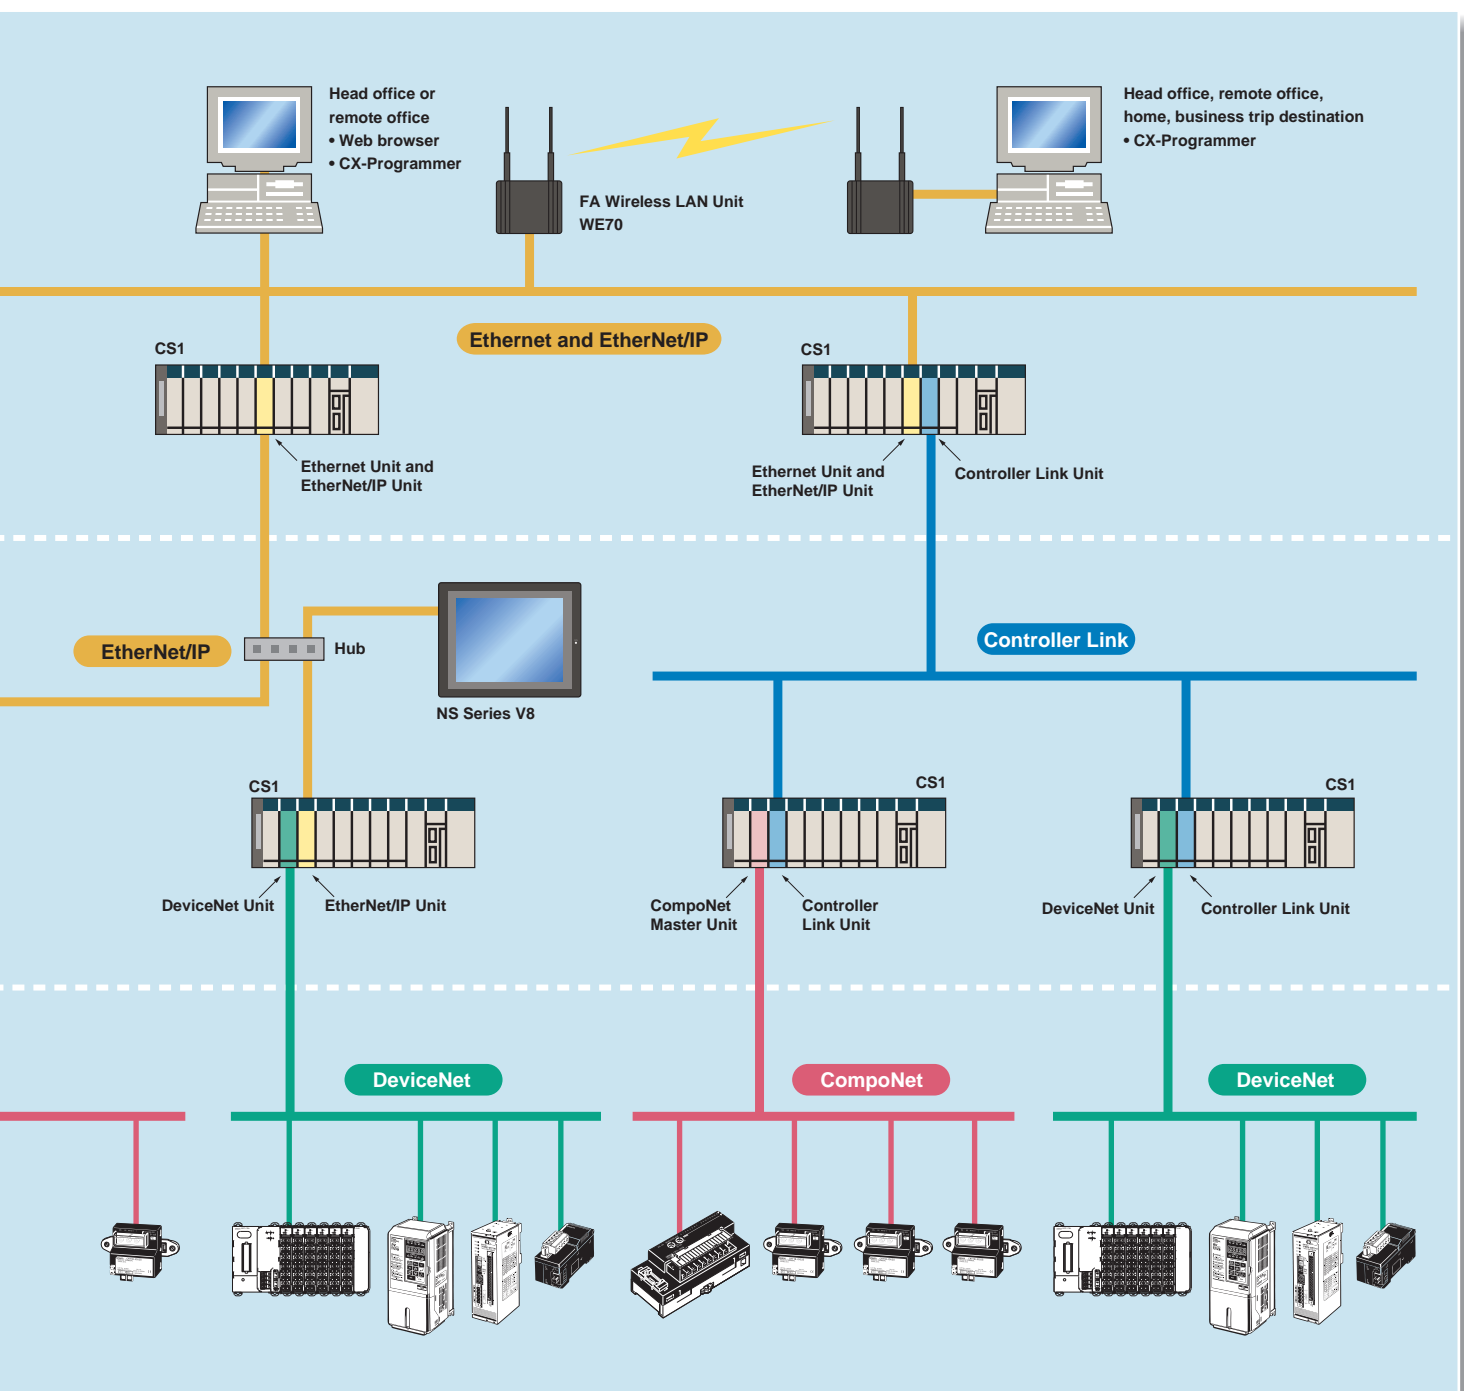 Head office or
remote office
• Web browser
• CX-Programmer
FA Wireless LAN Unit
WE70
Head office, remote office,
home, business trip destination
• CX-Programmer
Ethernet and EtherNet/IP
CS1
CS1
Ethernet Unit and
EtherNet/IP Unit
Ethernet Unit and
EtherNet/IP Unit
Controller Link Unit
EtherNet/IP
Hub
NS Series V8
Controller Link
CS1
CS1
CS1
DeviceNet Unit
EtherNet/IP Unit
CompoNet
Master Unit
Controller
Link Unit
DeviceNet Unit
Controller Link Unit
DeviceNet
CompoNet
DeviceNet